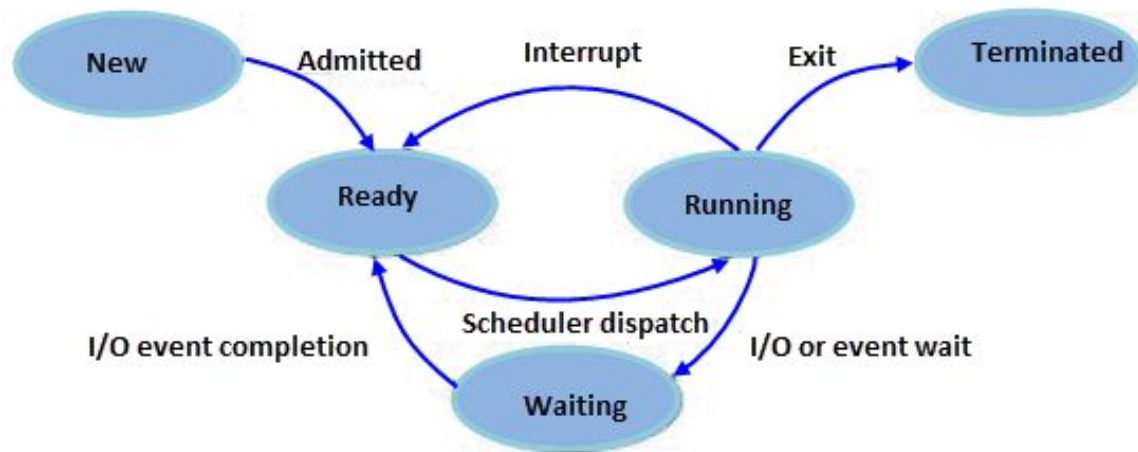 New
Admitted
Interrupt
Exit
Terminated
Ready
Running
Scheduler dispatch
I/O event completion
I/O or event wait
Waiting